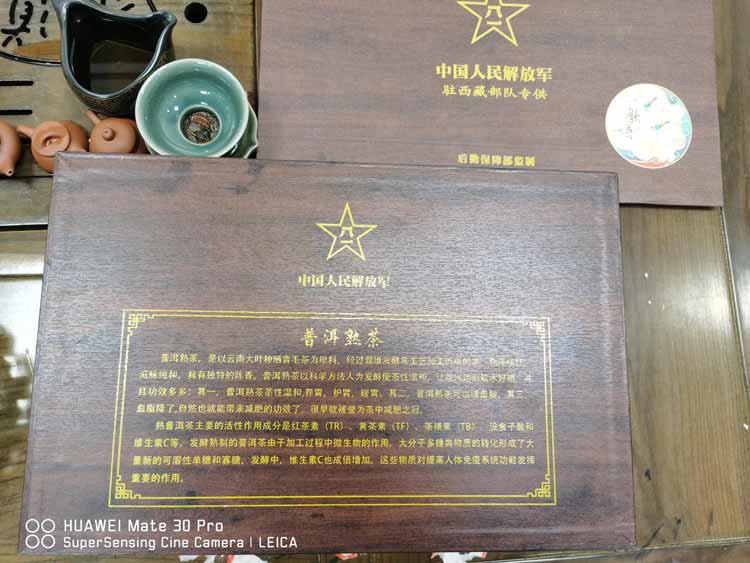 八一
中国人民解放军
驻西藏部队专供
后勤保障部监制
八一
中国人民解放军
普洱熟茶
普洱熟茶，是以云南大叶种晒青毛茶为原料，经过渥堆发酵等工艺加工而成的茶。色泽褐红，
滋味纯和，具有独特的陈香。普洱熟茶以科学方法人为发酵使茶性温和，
且功效多多：其一，普洱熟茶茶性温和,养胃，护胃，暖胃，其二，普洱熟茶可以降血脂，其三，
血脂降了,自然也就能带来减肥的功效了，很早就被誉为茶中减肥之冠。
熟普洱茶主要的活性作用成分是红茶素（TR）、黄茶素（TF）、茶褐素（TB）、没食子酸和
维生素C等，发酵熟制的普洱茶由于加工过程中微生物的作用，大分子多糖类物质的转化形成了大
量新的可溶性单糖和寡糖，发酵中，维生素C也成倍增加，这些物质对提高人体免疫系统功能发挥
重要的作用。
HUAWEI Mate 30 Pro
SuperSensing Cine Camera | LEICA